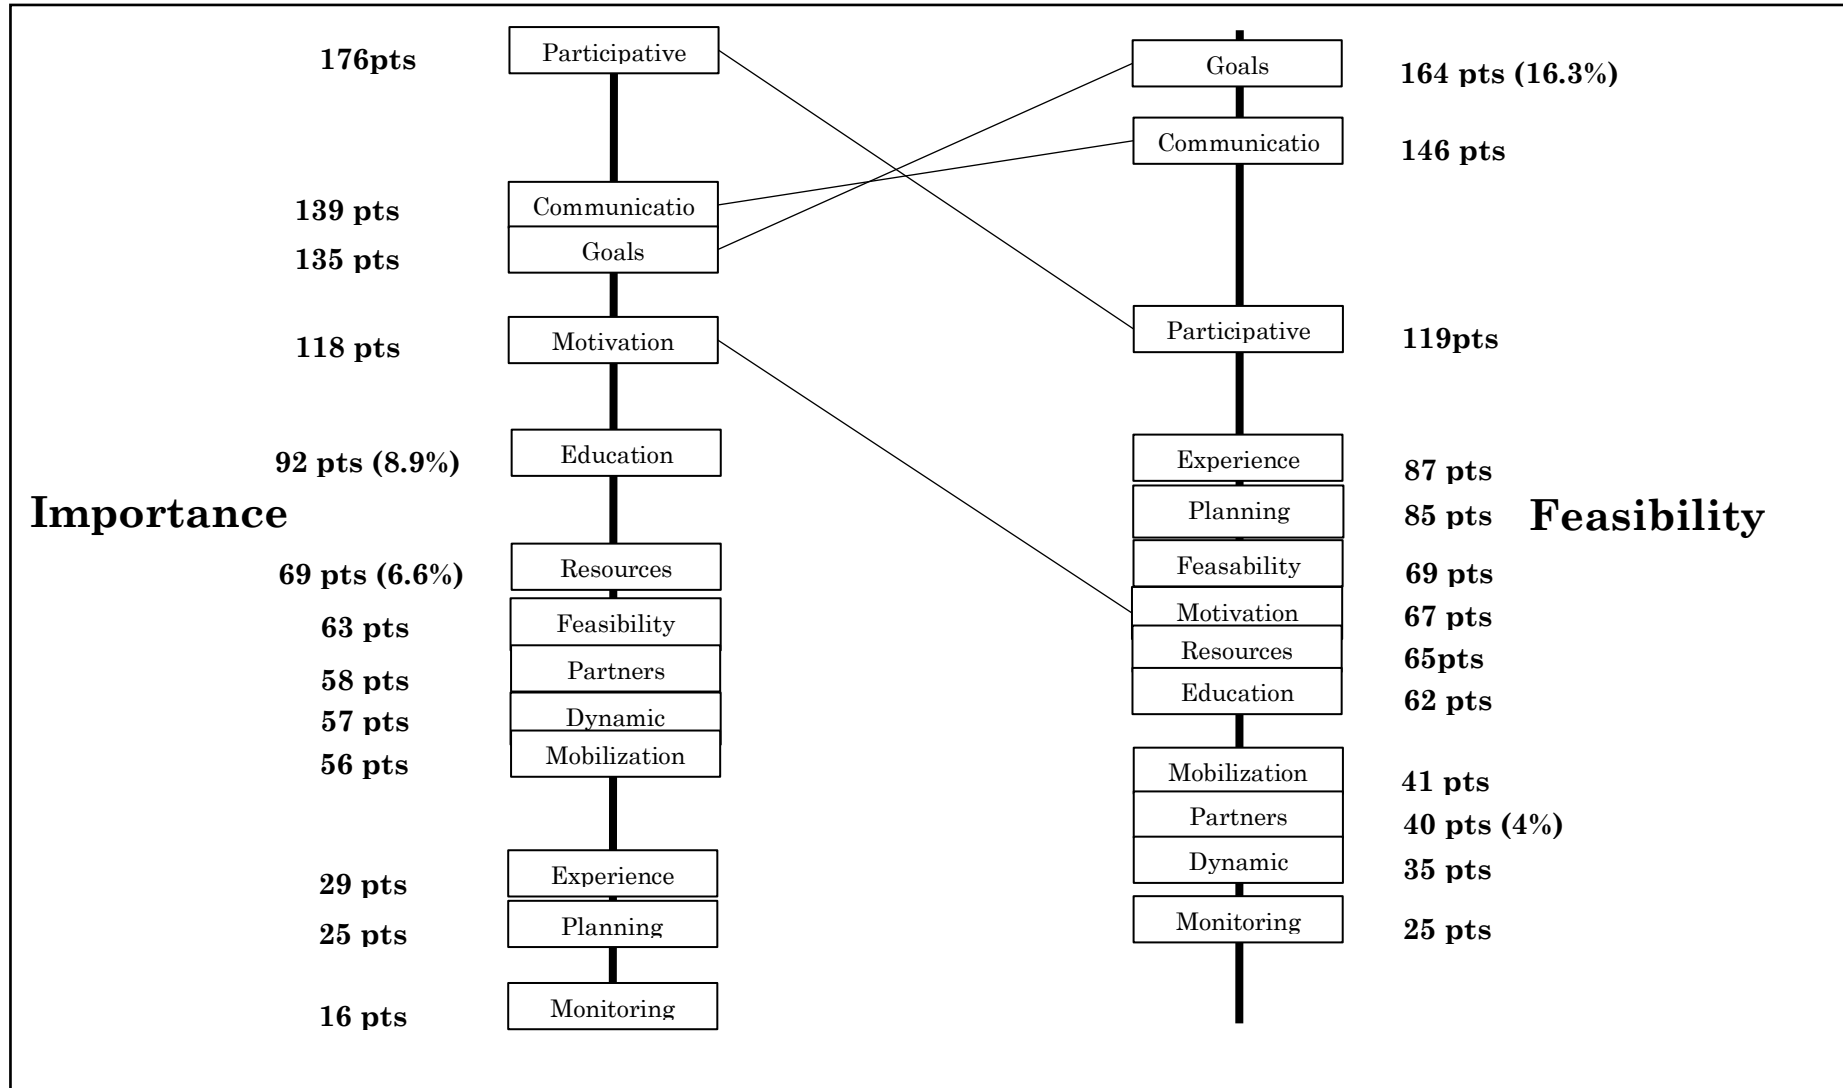 176pts Participative
139 pts Communicatio
135 pts Goals
118 pts Motivation
92 pts (8.9%) Education
Importance
69 pts (6.6%) Resources
63 pts Feasibility
58 pts Partners
57 pts Dynamic
56 pts Mobilization
29 pts Experience
25 pts Planning
16 pts Monitoring
Goals 164 pts (16.3%)
Communicatio 146 pts
Participative 119pts
Experience 87 pts
Planning 85 pts
Feasibility
Feasability 69 pts
Motivation 67 pts
Resources 65pts
Education 62 pts
Mobilization 41 pts
Partners 40 pts (4%)
Dynamic 35 pts
Monitoring 25 pts